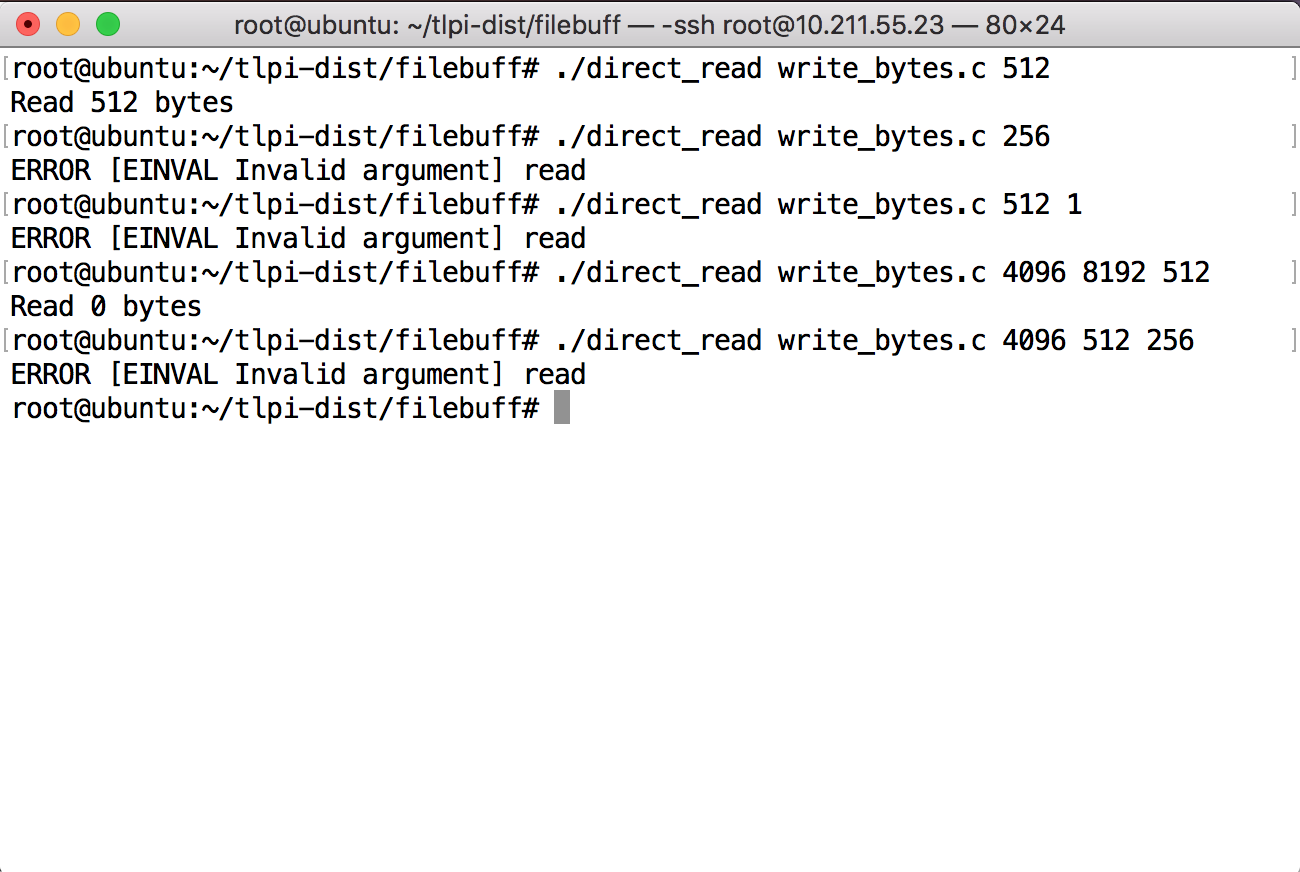 root@ubuntu: ~/tlpi-dist/filebuff — -ssh root@10.211.55.23 — 80×24
[root@ubuntu:~/tlpi-dist/filebuff# ./direct_read write_bytes.c 512 ]
Read 512 bytes
[root@ubuntu:~/tlpi-dist/filebuff# ./direct_read write_bytes.c 256 ]
ERROR [EINVAL Invalid argument] read
[root@ubuntu:~/tlpi-dist/filebuff# ./direct_read write_bytes.c 512 1 ]
ERROR [EINVAL Invalid argument] read
[root@ubuntu:~/tlpi-dist/filebuff# ./direct_read write_bytes.c 4096 8192 512 ]
Read 0 bytes
[root@ubuntu:~/tlpi-dist/filebuff# ./direct_read write_bytes.c 4096 512 256 ]
ERROR [EINVAL Invalid argument] read
root@ubuntu:~/tlpi-dist/filebuff#